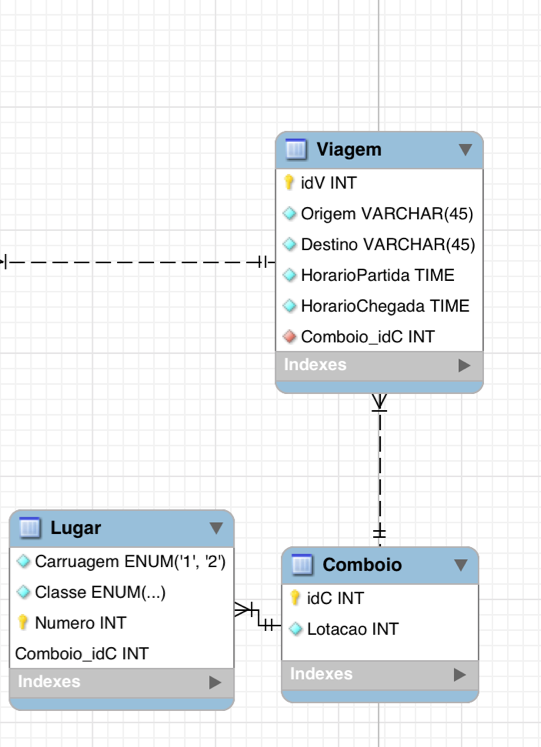 Viagem
idV INT
Origem VARCHAR(45)
Destino VARCHAR(45)
HorarioPartida TIME
HorarioChegada TIME
Comboio_idC INT
Indexes
Lugar
Carruagem ENUM('1', '2')
Classe ENUM(...)
Numero INT
Comboio_idC INT
Indexes
Comboio
idC INT
Lotacao INT
Indexes